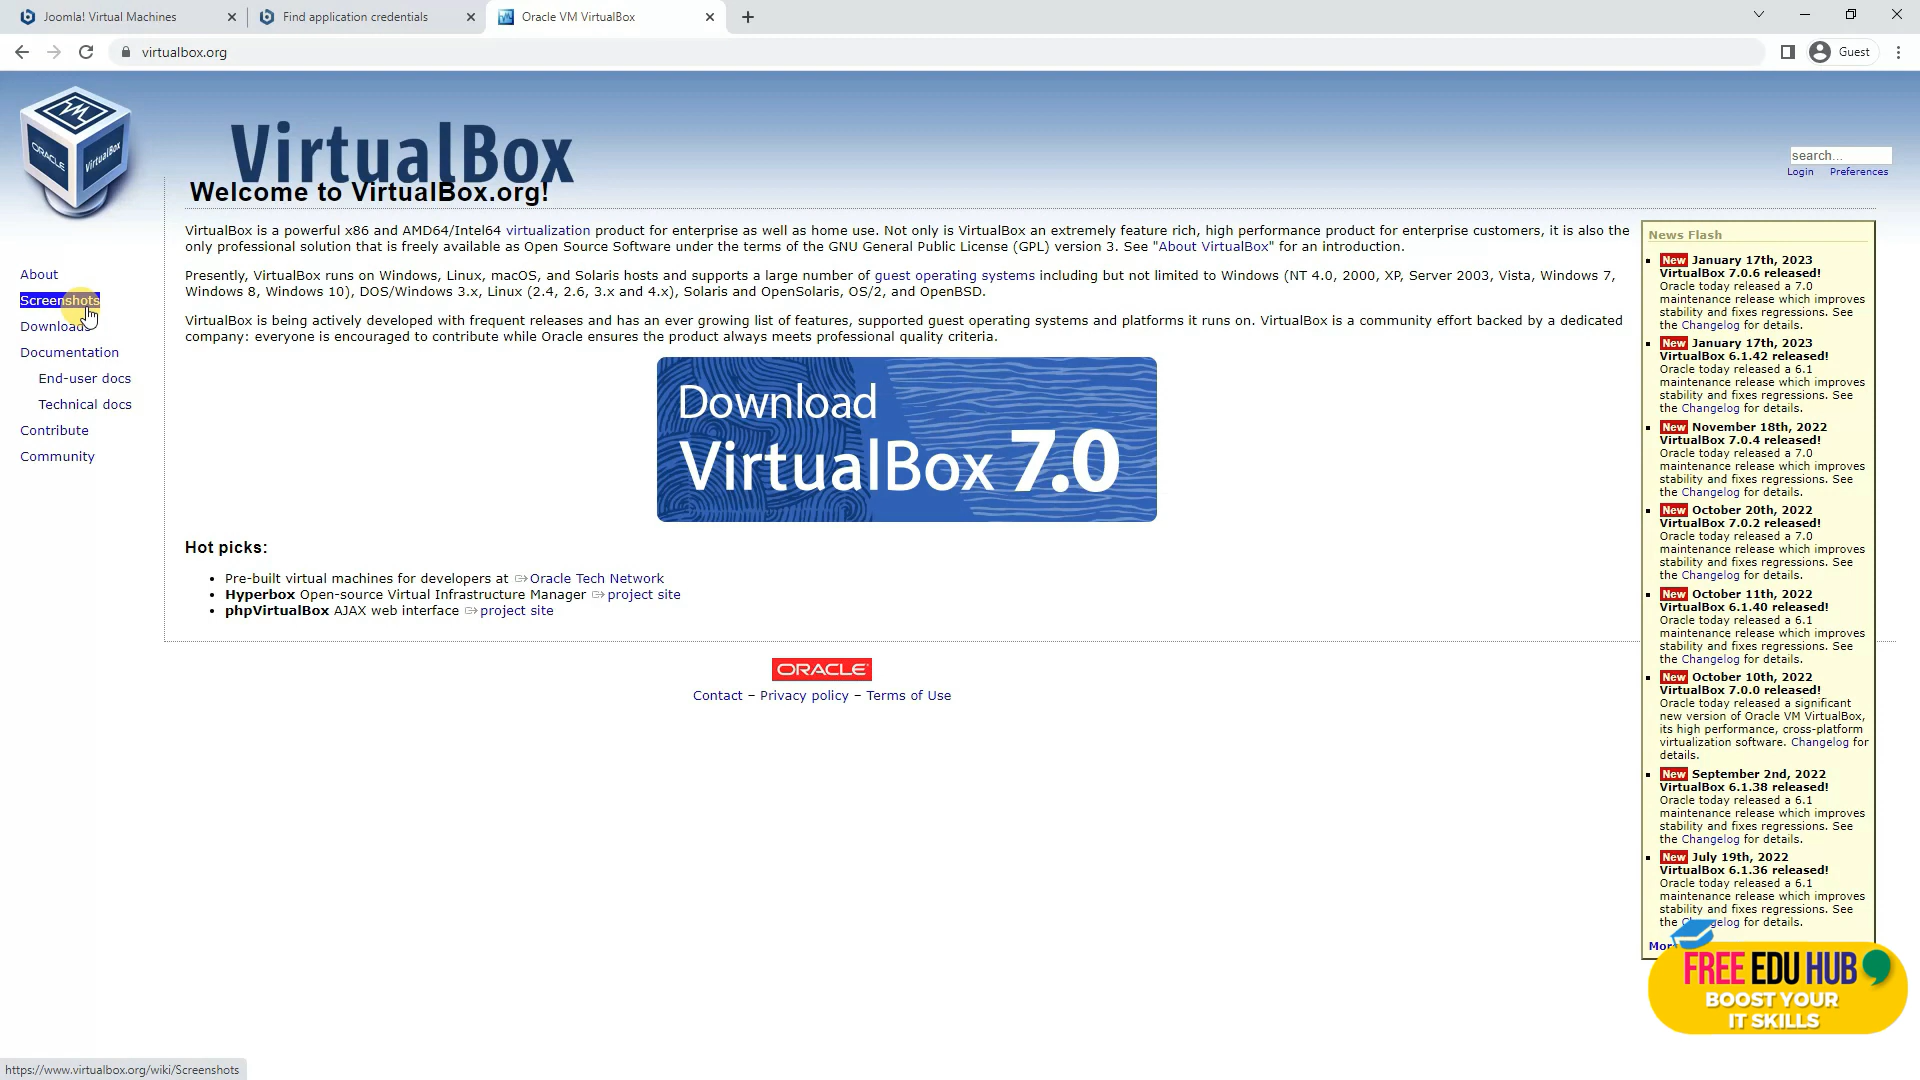 Joomla! Virtual Machines
Find application credentials
Oracle VM VirtualBox
virtualbox.org
Guest
ORACLE
VirtualBox
VirtualBox
search...
Login Preferences
Welcome to VirtualBox.org!
VirtualBox is a powerful x86 and AMD64/Intel64 virtualization product for enterprise as well as home use. Not only is VirtualBox an extremely feature rich, high performance product for enterprise customers, it is also the
only professional solution that is freely available as Open Source Software under the terms of the GNU General Public License (GPL) version 3. See "About VirtualBox" for an introduction.
Presently, VirtualBox runs on Windows, Linux, macOS, and Solaris hosts and supports a large number of guest operating systems including but not limited to Windows (NT 4.0, 2000, XP, Server 2003, Vista, Windows 7,
Windows 8, Windows 10), DOS/Windows 3.x, Linux (2.4, 2.6, 3.x and 4.x), Solaris and OpenSolaris, OS/2, and OpenBSD.
VirtualBox is being actively developed with frequent releases and has an ever growing list of features, supported guest operating systems and platforms it runs on. VirtualBox is a community effort backed by a dedicated
company: everyone is encouraged to contribute while Oracle ensures the product always meets professional quality criteria.
About
Screenshots
Downloads
Documentation
End-user docs
Technical docs
Contribute
Community
Download
VirtualBox 7.0
Hot picks:
Pre-built virtual machines for developers at Oracle Tech Network
Hyperbox Open-source Virtual Infrastructure Manager project site
phpVirtualBox AJAX web interface project site
ORACLE
Contact – Privacy policy – Terms of Use
News Flash
New January 17th, 2023
VirtualBox 7.0.6 released!
Oracle today released a 7.0
maintenance release which improves
stability and fixes regressions. See
the Changelog for details.
New January 17th, 2023
VirtualBox 6.1.42 released!
Oracle today released a 6.1
maintenance release which improves
stability and fixes regressions. See
the Changelog for details.
New November 18th, 2022
VirtualBox 7.0.4 released!
Oracle today released a 7.0
maintenance release which improves
stability and fixes regressions. See
the Changelog for details.
New October 20th, 2022
VirtualBox 7.0.2 released!
Oracle today released a 7.0
maintenance release which improves
stability and fixes regressions. See
the Changelog for details.
New October 11th, 2022
VirtualBox 6.1.40 released!
Oracle today released a 6.1
maintenance release which improves
stability and fixes regressions. See
the Changelog for details.
New October 10th, 2022
VirtualBox 7.0.0 released!
Oracle today released a significant
new version of Oracle VM VirtualBox,
its high performance, cross-platform
virtualization software. Changelog for
details.
New September 2nd, 2022
VirtualBox 6.1.38 released!
Oracle today released a 6.1
maintenance release which improves
stability and fixes regressions. See
the Changelog for details.
New July 19th, 2022
VirtualBox 6.1.36 released!
Oracle today released a 6.1
maintenance release which improves
stability and fixes regressions. See
the Changelog for details.
FREE EDU HUB
BOOST YOUR
IT SKILLS
https://www.virtualbox.org/wiki/Screenshots